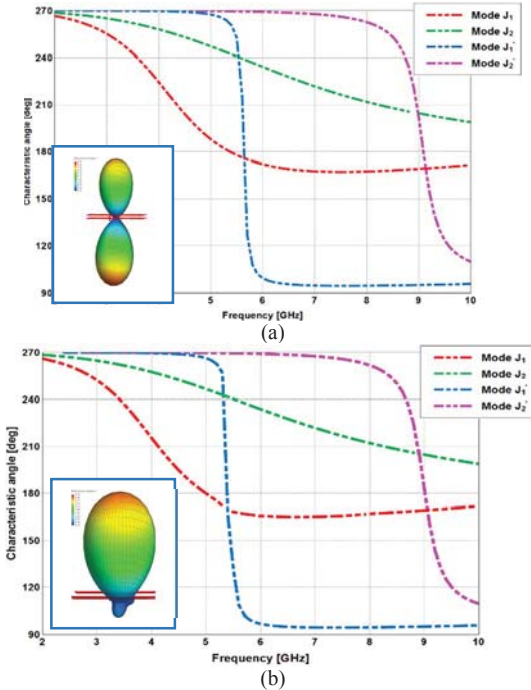 270
240
210
180
150
120
90
Characteristic angle [deg]
Mode J₁
Mode J₂
Mode J₁'
Mode J₂'
2
5
6
7
8
9
10
Frequency [GHz]
(a)
270
240
210
180
150
120
90
Characteristic angle [deg]
Mode J₁
Mode J₂
Mode J₁'
Mode J₂'
2
3
4
5
6
7
8
9
10
Frequency [GHz]
(b)